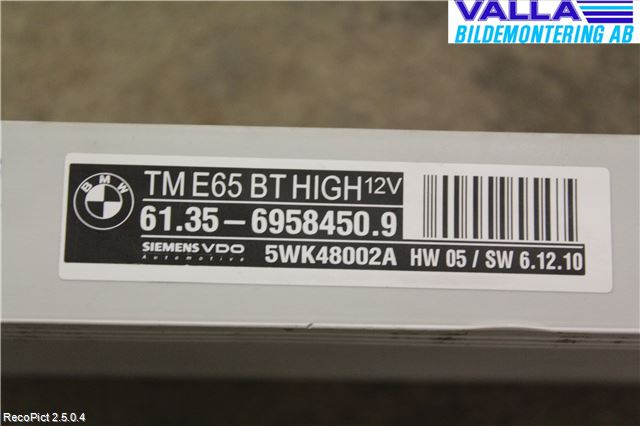 VALLA
BILDEMONTERING AB
BMW
TM E65 BT HIGH 12V
61.35-6958450.9
SIEMENS VDO
Automotive
5WK48002A HW 05 / SW 6.12.10
RecoPict 2.5.0.4